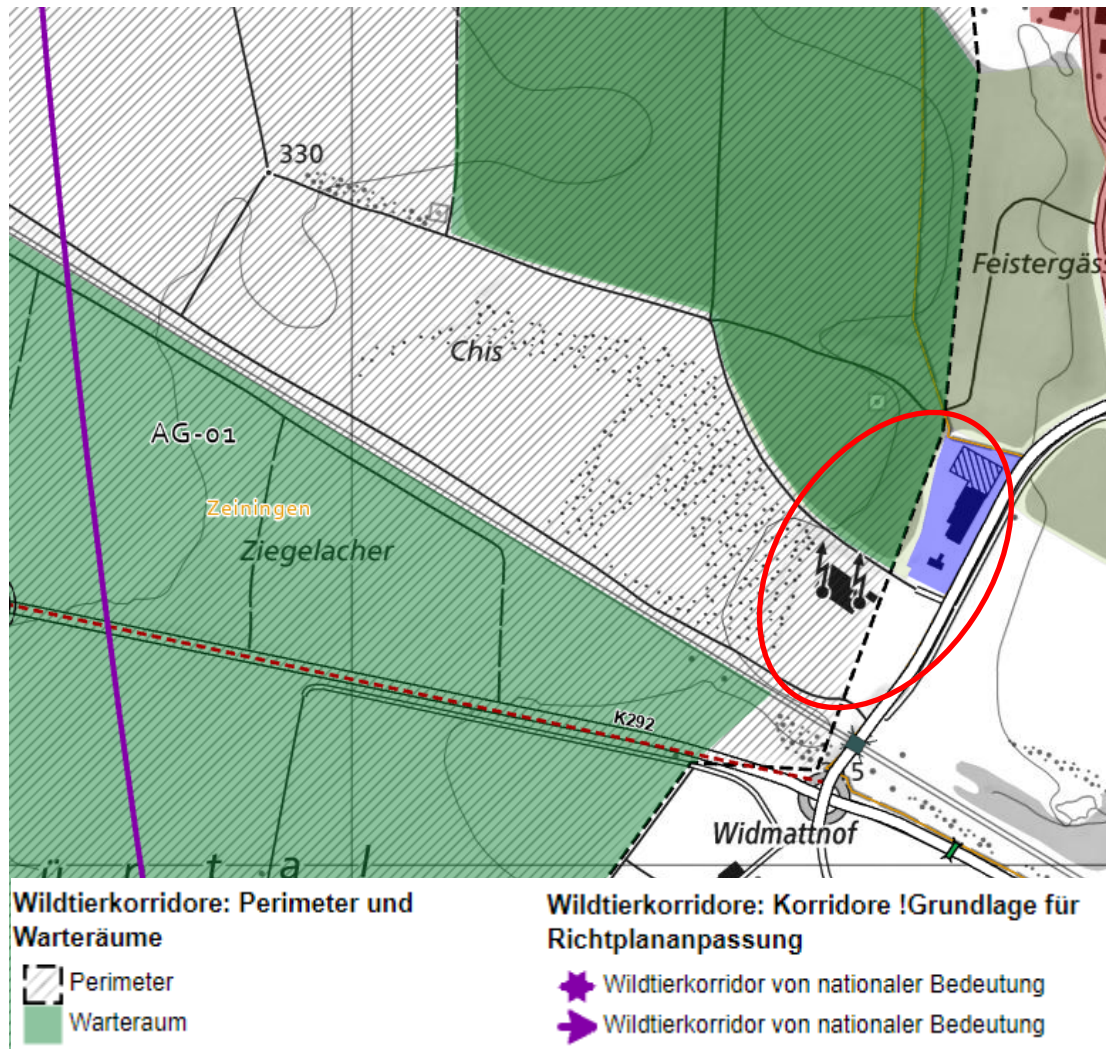 330
Feistergäss
Chis
AG-01
Zeiningen
Ziegelacher
K292
5
Widmatthof
ü r t a l
Wildtierkorridore: Perimeter und
Warteräume
Perimeter
Warteraum
Wildtierkorridore: Korridore !Grundlage für
Richtplananpassung
Wildtierkorridor von nationaler Bedeutung
Wildtierkorridor von nationaler Bedeutung